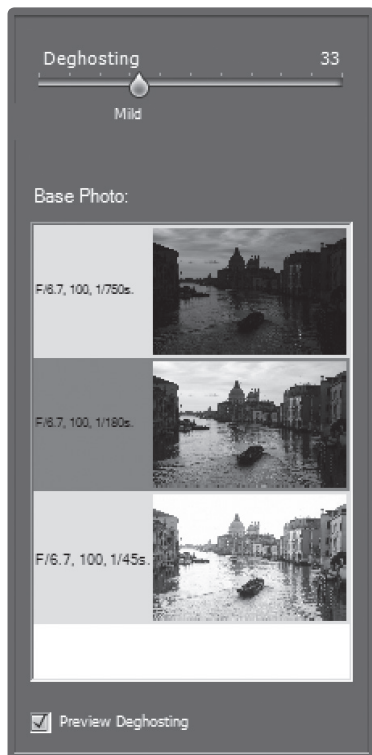 Deghosting 33
Mild
Base Photo:
F/6.7, 100, 1/750s.
F/6.7, 100, 1/180s.
F/6.7, 100, 1/45s.
Preview Deghosting